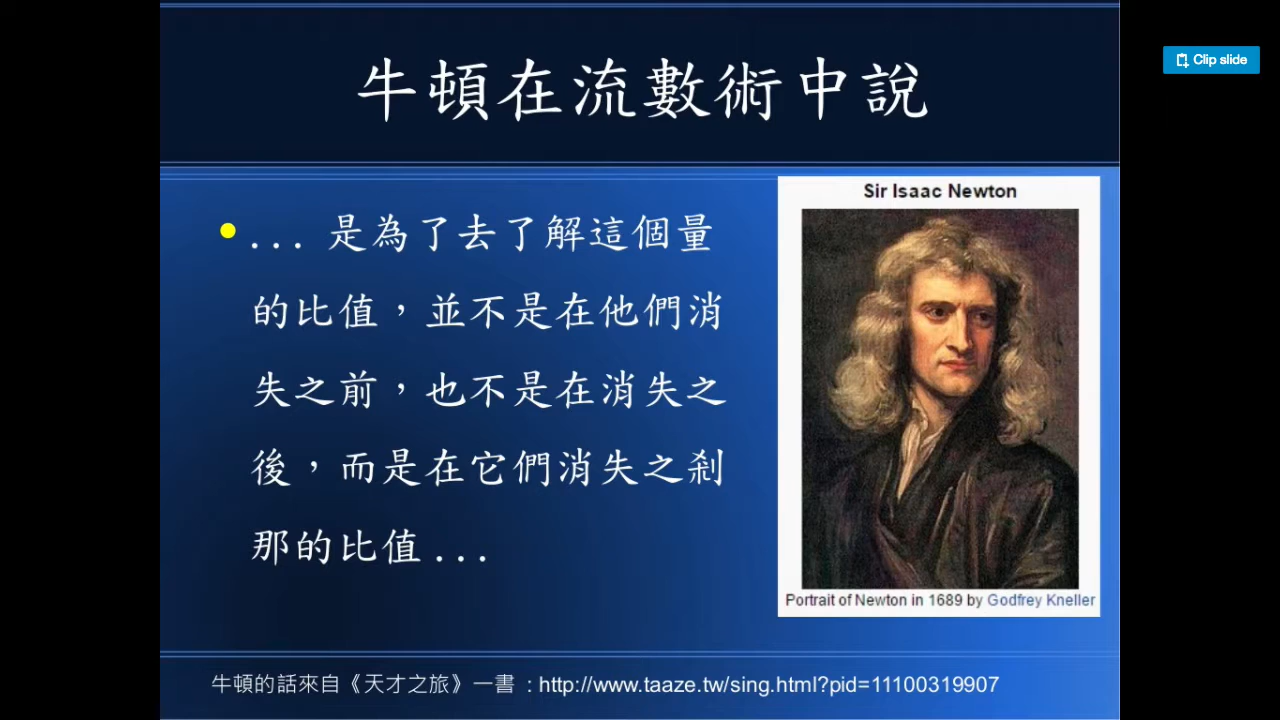 Clip slide
牛頓在流數術中說
Sir Isaac Newton
... 是為了去了解這個量
的比值，並不是在他們消
失之前，也不是在消失之
後，而是在它們消失之剎
那的比值...
Portrait of Newton in 1689 by Godfrey Kneller
牛頓的話來自《天才之旅》一書 : http://www.taaze.tw/sing.html?pid=11100319907